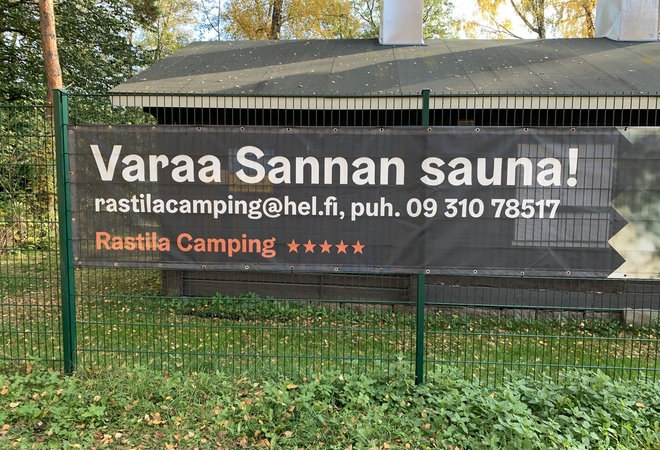 Varaa Sannan sauna!
rastilacamping@hel.fi, puh. 09 310 78517
Rastila Camping ★★★★★